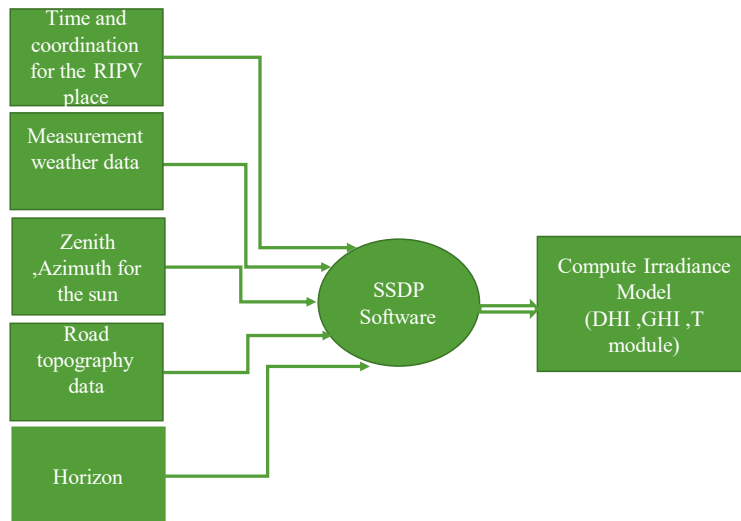 Time and
coordination
for the RIPV
place
Measurement
weather data
Zenith
,Azimuth for
the sun
Road
topography
data
Horizon
SSDP
Software
Compute Irradiance
Model
(DHI ,GHI ,T
module)